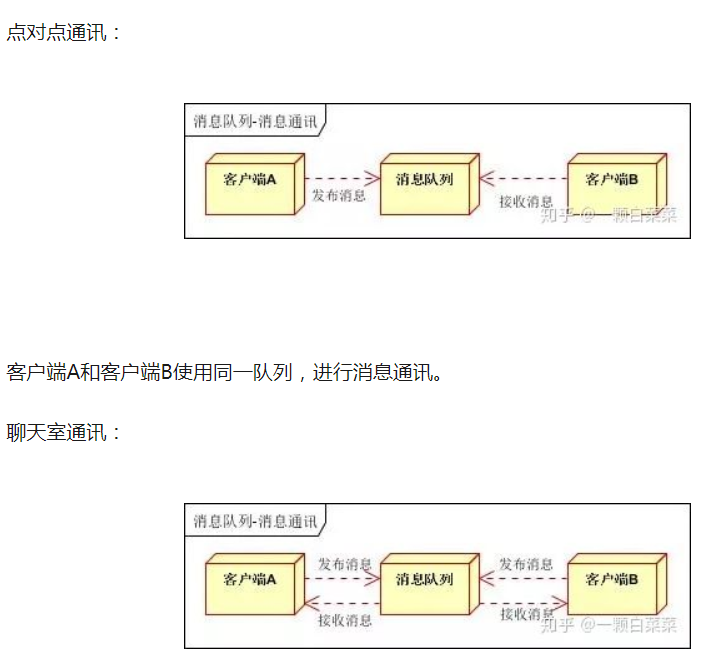 点对点通讯：
消息队列-消息通讯
客户端A
消息队列
客户端B
发布消息
接收消息
知乎 @一颗白菜菜
客户端A和客户端B使用同一队列，进行消息通讯。
聊天室通讯：
消息队列-消息通讯
发布消息
发布消息
客户端A
消息队列
客户端B
接收消息
接收消息
知乎 @一颗白菜菜